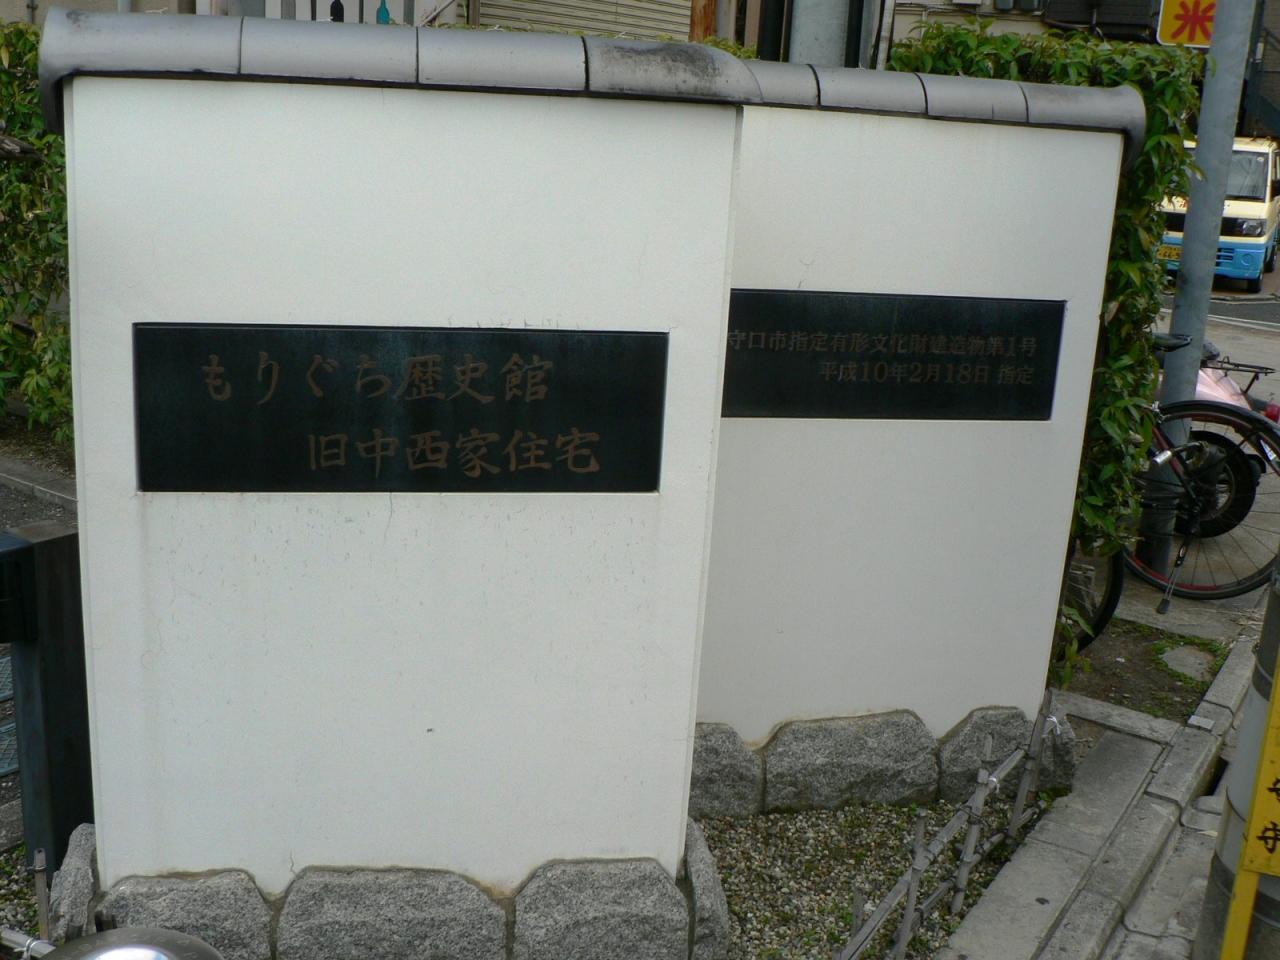 もりぐち歴史館
旧中西家住宅
守口市指定有形文化財建造物第1号
平成10年2月18日 指定
米